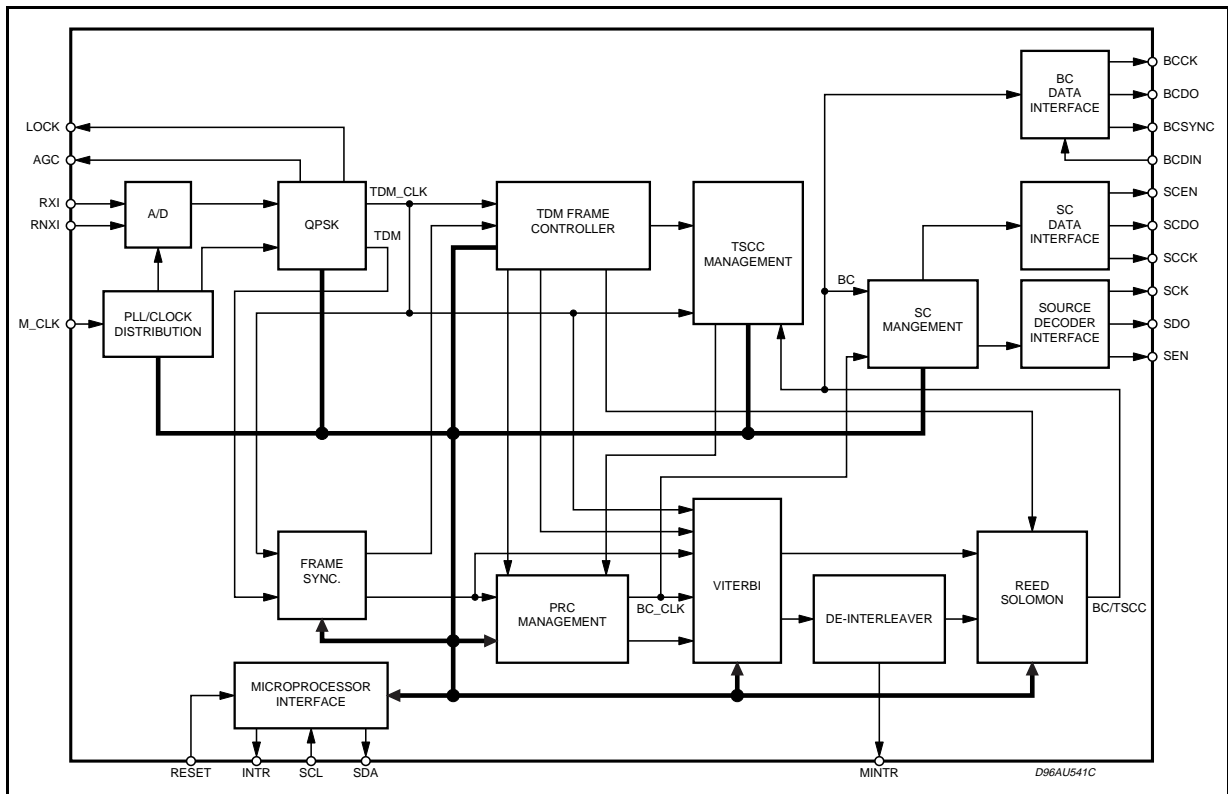 BCCK
BC
DATA
INTERFACE
BCDO
BCSYNC
LOCK
BCDIN
AGC
RXI
RNXI
A/D
QPSK
TDM_CLK
TDM
TDM FRAME
CONTROLLER
TSCC
MANAGEMENT
SCEN
SC
DATA
INTERFACE
SCDO
SCCK
BC
M_CLK
PLL/CLOCK
DISTRIBUTION
SC
MANGEMENT
SOURCE
DECODER
INTERFACE
SCK
SDO
SEN
FRAME
SYNC.
PRC
MANAGEMENT
BC_CLK
VITERBI
DE-INTERLEAVER
REED
SOLOMON
BC/TSCC
MICROPROCESSOR
INTERFACE
RESET
INTR
SCL
SDA
MINTR
D96AU541C